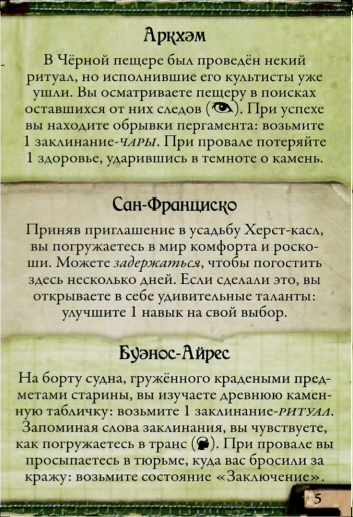 Аркхэм
В Чёрной пещере был проведён некий
ритуал, но исполнившие его культисты уже
ушли. Вы осматриваете пещеру в поисках
оставшихся от них следов ( ). При успехе
вы находите обрывки пергамента: возьмите
1 заклинание-ЧАРЫ. При провале потеряйте
1 здоровье, ударившись в темноте о камень.
Сан-Франциско
Приняв приглашение в усадьбу Херст-касл,
вы погружаетесь в мир комфорта и роско-
ши. Можете задержаться, чтобы погостить
здесь несколько дней. Если сделали это, вы
открываете в себе удивительные таланты:
улучшите 1 навык на свой выбор.
Буэнос-Айрес
На борту судна, гружённого крадеными пред-
метами старины, вы изучаете древнюю камен-
ную табличку: возьмите 1 заклинание-РИТУАЛ.
Запоминая слова заклинания, вы чувствуете,
как погружаетесь в транс ( ). При провале вы
просыпаетесь в тюрьме, куда вас бросили за
кражу: возьмите состояние «Заключение».
5